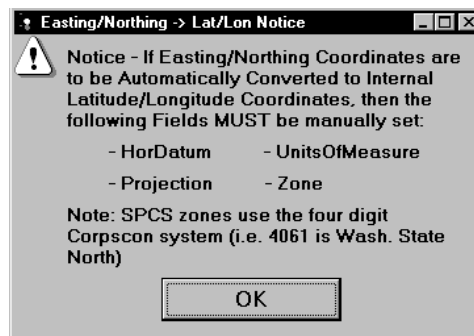 Easting/Northing -> Lat/Lon Notice
Notice - If Easting/Northing Coordinates are
to be Automatically Converted to Internal
Latitude/Longitude Coordinates, then the
following Fields MUST be manually set:
- HorDatum - UnitsOfMeasure
- Projection - Zone
Note: SPCS zones use the four digit
Corpscon system (i.e. 4061 is Wash. State
North)
OK